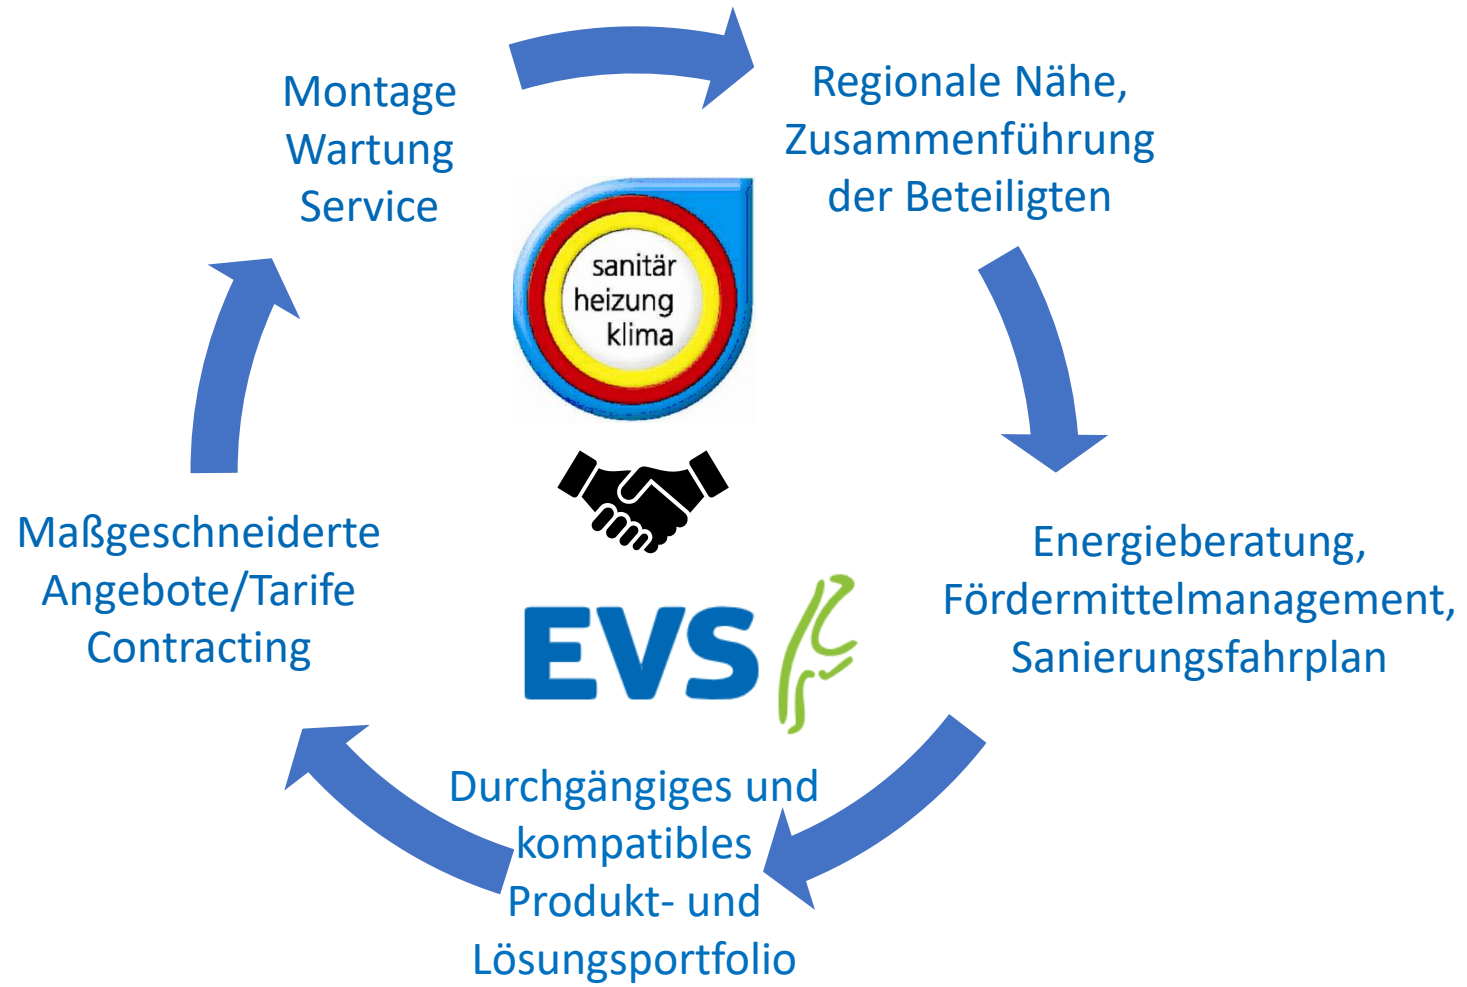 Montage
Wartung
Service
Regionale Nähe,
Zusammenführung
der Beteiligten
sanitär
heizung
klima
Maßgeschneiderte
Angebote/Tarife
Contracting
Energieberatung,
Fördermittelmanagement,
Sanierungsfahrplan
EVS
Durchgängiges und
kompatibles
Produkt- und
Lösungsportfolio